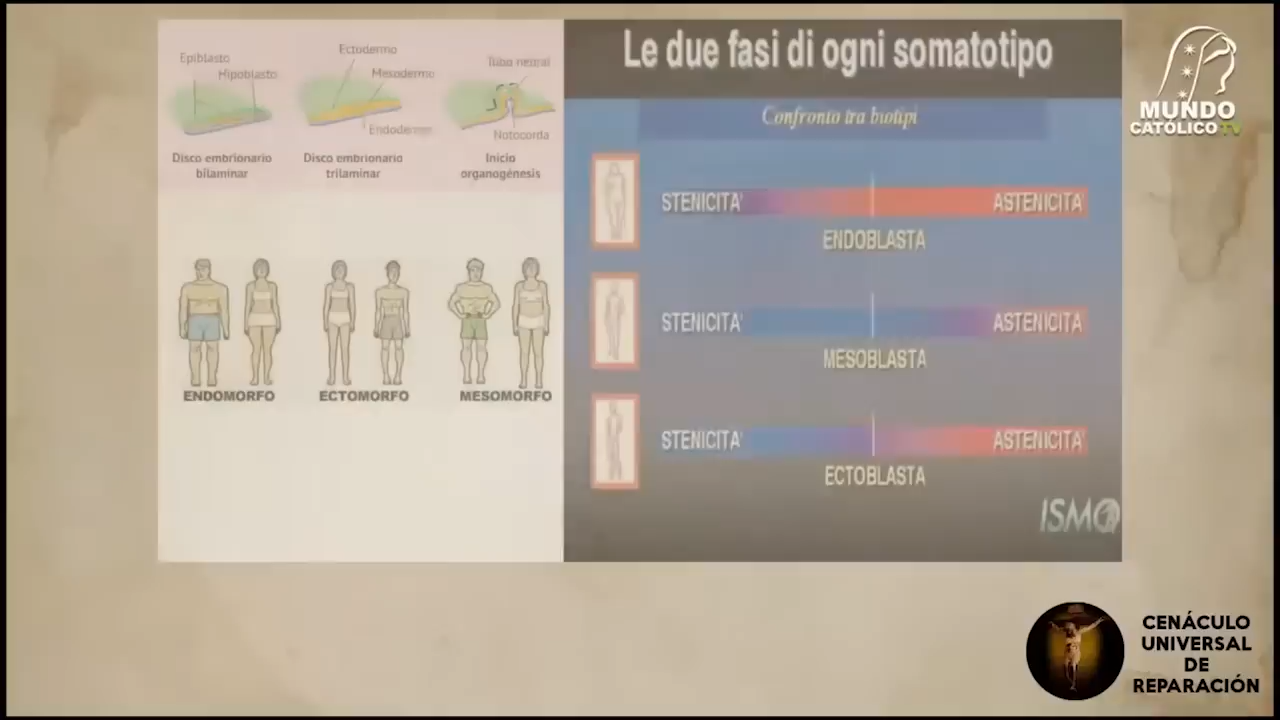 Epiblasto
Hipoblasto
Disco embrionario
bilaminar
Ectodermo
Mesodermo
Endodermo
Disco embrionario
trilaminar
Tubo neural
Notocorda
Inicio
organogénesis
ENDOMORFO
ECTOMORFO
MESOMORFO
Le due fasi di ogni somatotipo
Confronto tra biotipi
STENICITA' ASTENICITA'
ENDOBLASTA
STENICITA' ASTENICITA'
MESOBLASTA
STENICITA' ASTENICITA'
ECTOBLASTA
ISMO
MUNDO
CATÓLICO TV
CENÁCULO
UNIVERSAL
DE
REPARACIÓN